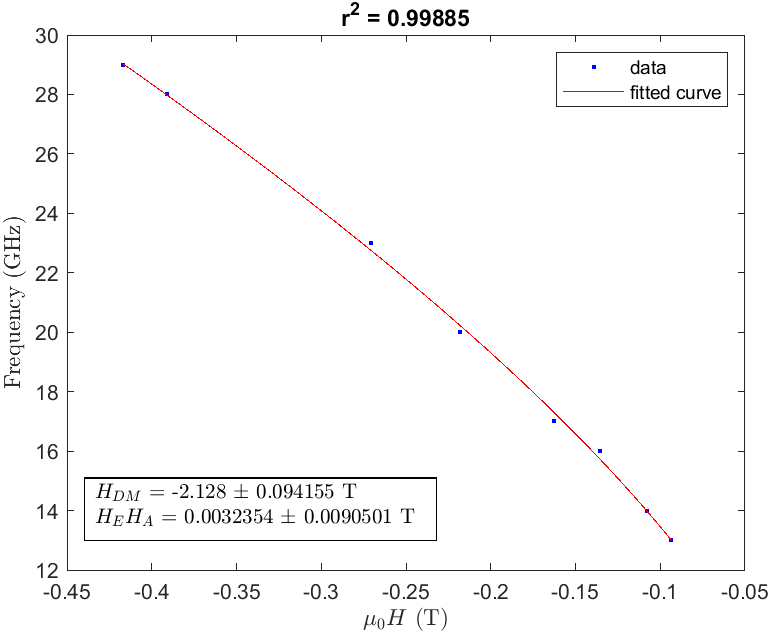 r² = 0.99885
30
28
26
24
22
20
18
16
14
12
Frequency (GHz)
data
fitted curve
H_{DM} = -2.128 ± 0.094155 T
H_E H_A = 0.0032354 ± 0.0090501 T
-0.45
-0.4
-0.35
-0.3
-0.25
-0.2
-0.15
-0.1
-0.05
μ₀H (T)